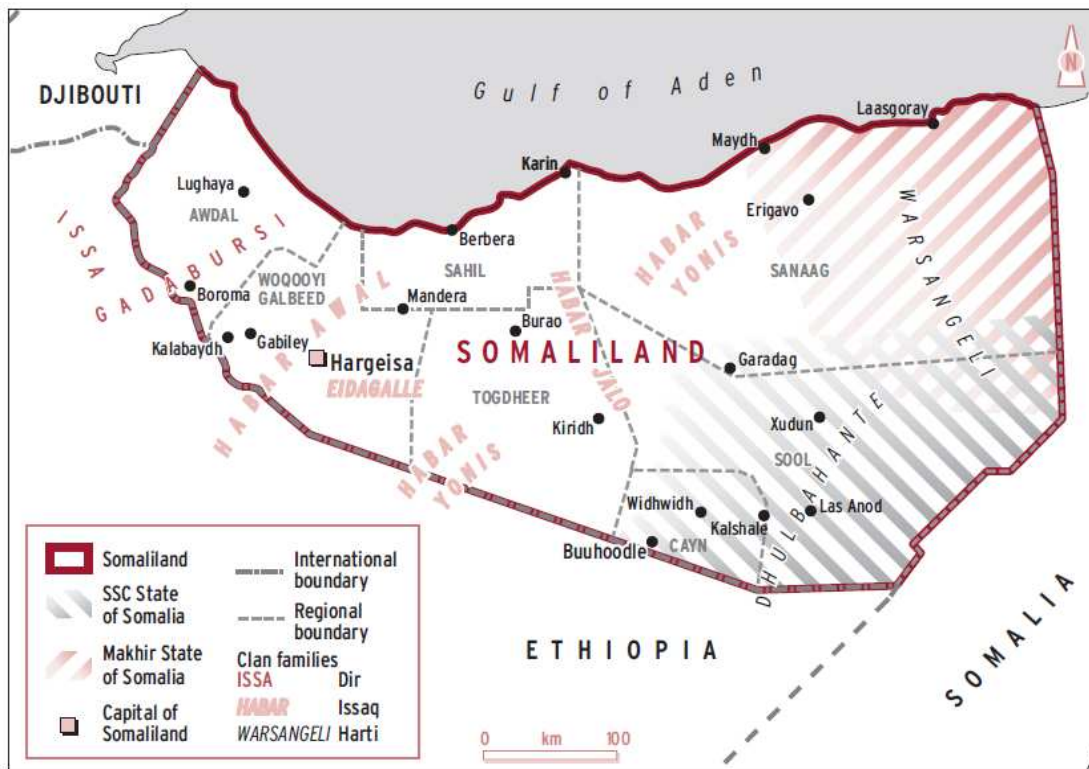 Gulf of Aden
N
DJIBOUTI
Laasgoray
Maydh
Karin
Lughaya
AWDAL
Erigavo
ISSA
GADABURSI
WARSANGELI
HABAR
YONIS
Berbera
SAHIL
SANAAG
WOQOOYI
GALBEED
Boroma
HABAR AWAL
HABAR JALO
Mandera
Burao
Kalabaydh
Gabiley
Hargeisa
EIDAGALLE
SOMALILAND
Garadag
TOGDHEER
Kiridh
Xudun
SOOL
DHULBAHANTE
HABAR
YONIS
Widhwidh
Kalshale
Las Anod
Buuhoodle
CAYN
ETHIOPIA
SOMALIA
Somaliland
SSC State
of Somalia
Makhir State
of Somalia
Capital of
Somaliland
International
boundary
Regional
boundary
Clan families
ISSA Dir
HABAR Issaq
WARSANGELI Harti
0 km 100